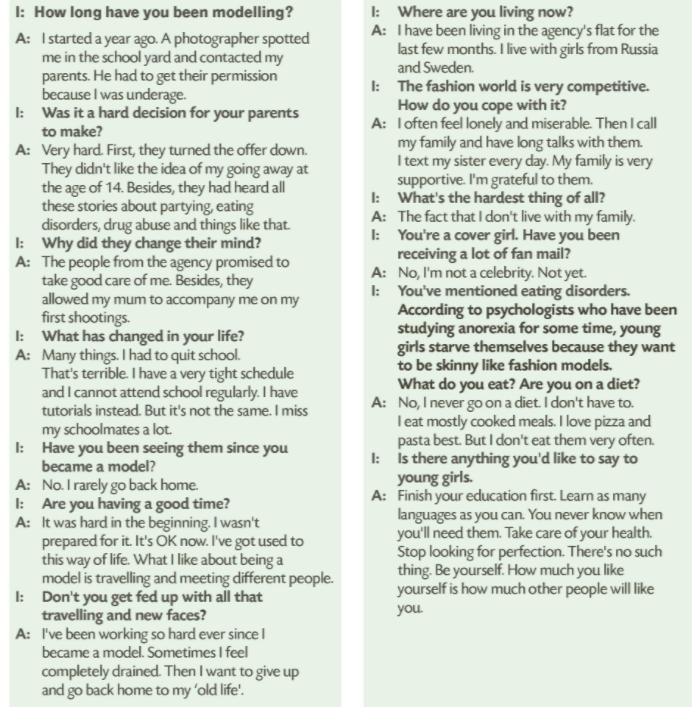 I: How long have you been modelling?
A: I started a year ago. A photographer spotted
me in the school yard and contacted my
parents. He had to get their permission
because I was underage.
I: Was it a hard decision for your parents
to make?
A: Very hard. First, they turned the offer down.
They didn't like the idea of my going away at
the age of 14. Besides, they had heard all
these stories about partying, eating
disorders, drug abuse and things like that.
I: Why did they change their mind?
A: The people from the agency promised to
take good care of me. Besides, they
allowed my mum to accompany me on my
first shootings.
I: What has changed in your life?
A: Many things. I had to quit school.
That's terrible. I have a very tight schedule
and I cannot attend school regularly. I have
tutorials instead. But it's not the same. I miss
my schoolmates a lot.
I: Have you been seeing them since you
became a model?
A: No. I rarely go back home.
I: Are you having a good time?
A: It was hard in the beginning. I wasn't
prepared for it. It's OK now. I've got used to
this way of life. What I like about being a
model is travelling and meeting different people.
I: Don't you get fed up with all that
travelling and new faces?
A: I've been working so hard ever since I
became a model. Sometimes I feel
completely drained. Then I want to give up
and go back home to my 'old life'.
I: Where are you living now?
A: I have been living in the agency's flat for the
last few months. I live with girls from Russia
and Sweden.
I: The fashion world is very competitive.
How do you cope with it?
A: I often feel lonely and miserable. Then I call
my family and have long talks with them.
I text my sister every day. My family is very
supportive. I'm grateful to them.
I: What's the hardest thing of all?
A: The fact that I don't live with my family.
I: You're a cover girl. Have you been
receiving a lot of fan mail?
A: No, I'm not a celebrity. Not yet.
I: You've mentioned eating disorders.
According to psychologists who have been
studying anorexia for some time, young
girls starve themselves because they want
to be skinny like fashion models.
What do you eat? Are you on a diet?
A: No, I never go on a diet. I don't have to.
I eat mostly cooked meals. I love pizza and
pasta best. But I don't eat them very often.
I: Is there anything you'd like to say to
young girls.
A: Finish your education first. Learn as many
languages as you can. You never know when
you'll need them. Take care of your health.
Stop looking for perfection. There's no such
thing. Be yourself. How much you like
yourself is how much other people will like
you.